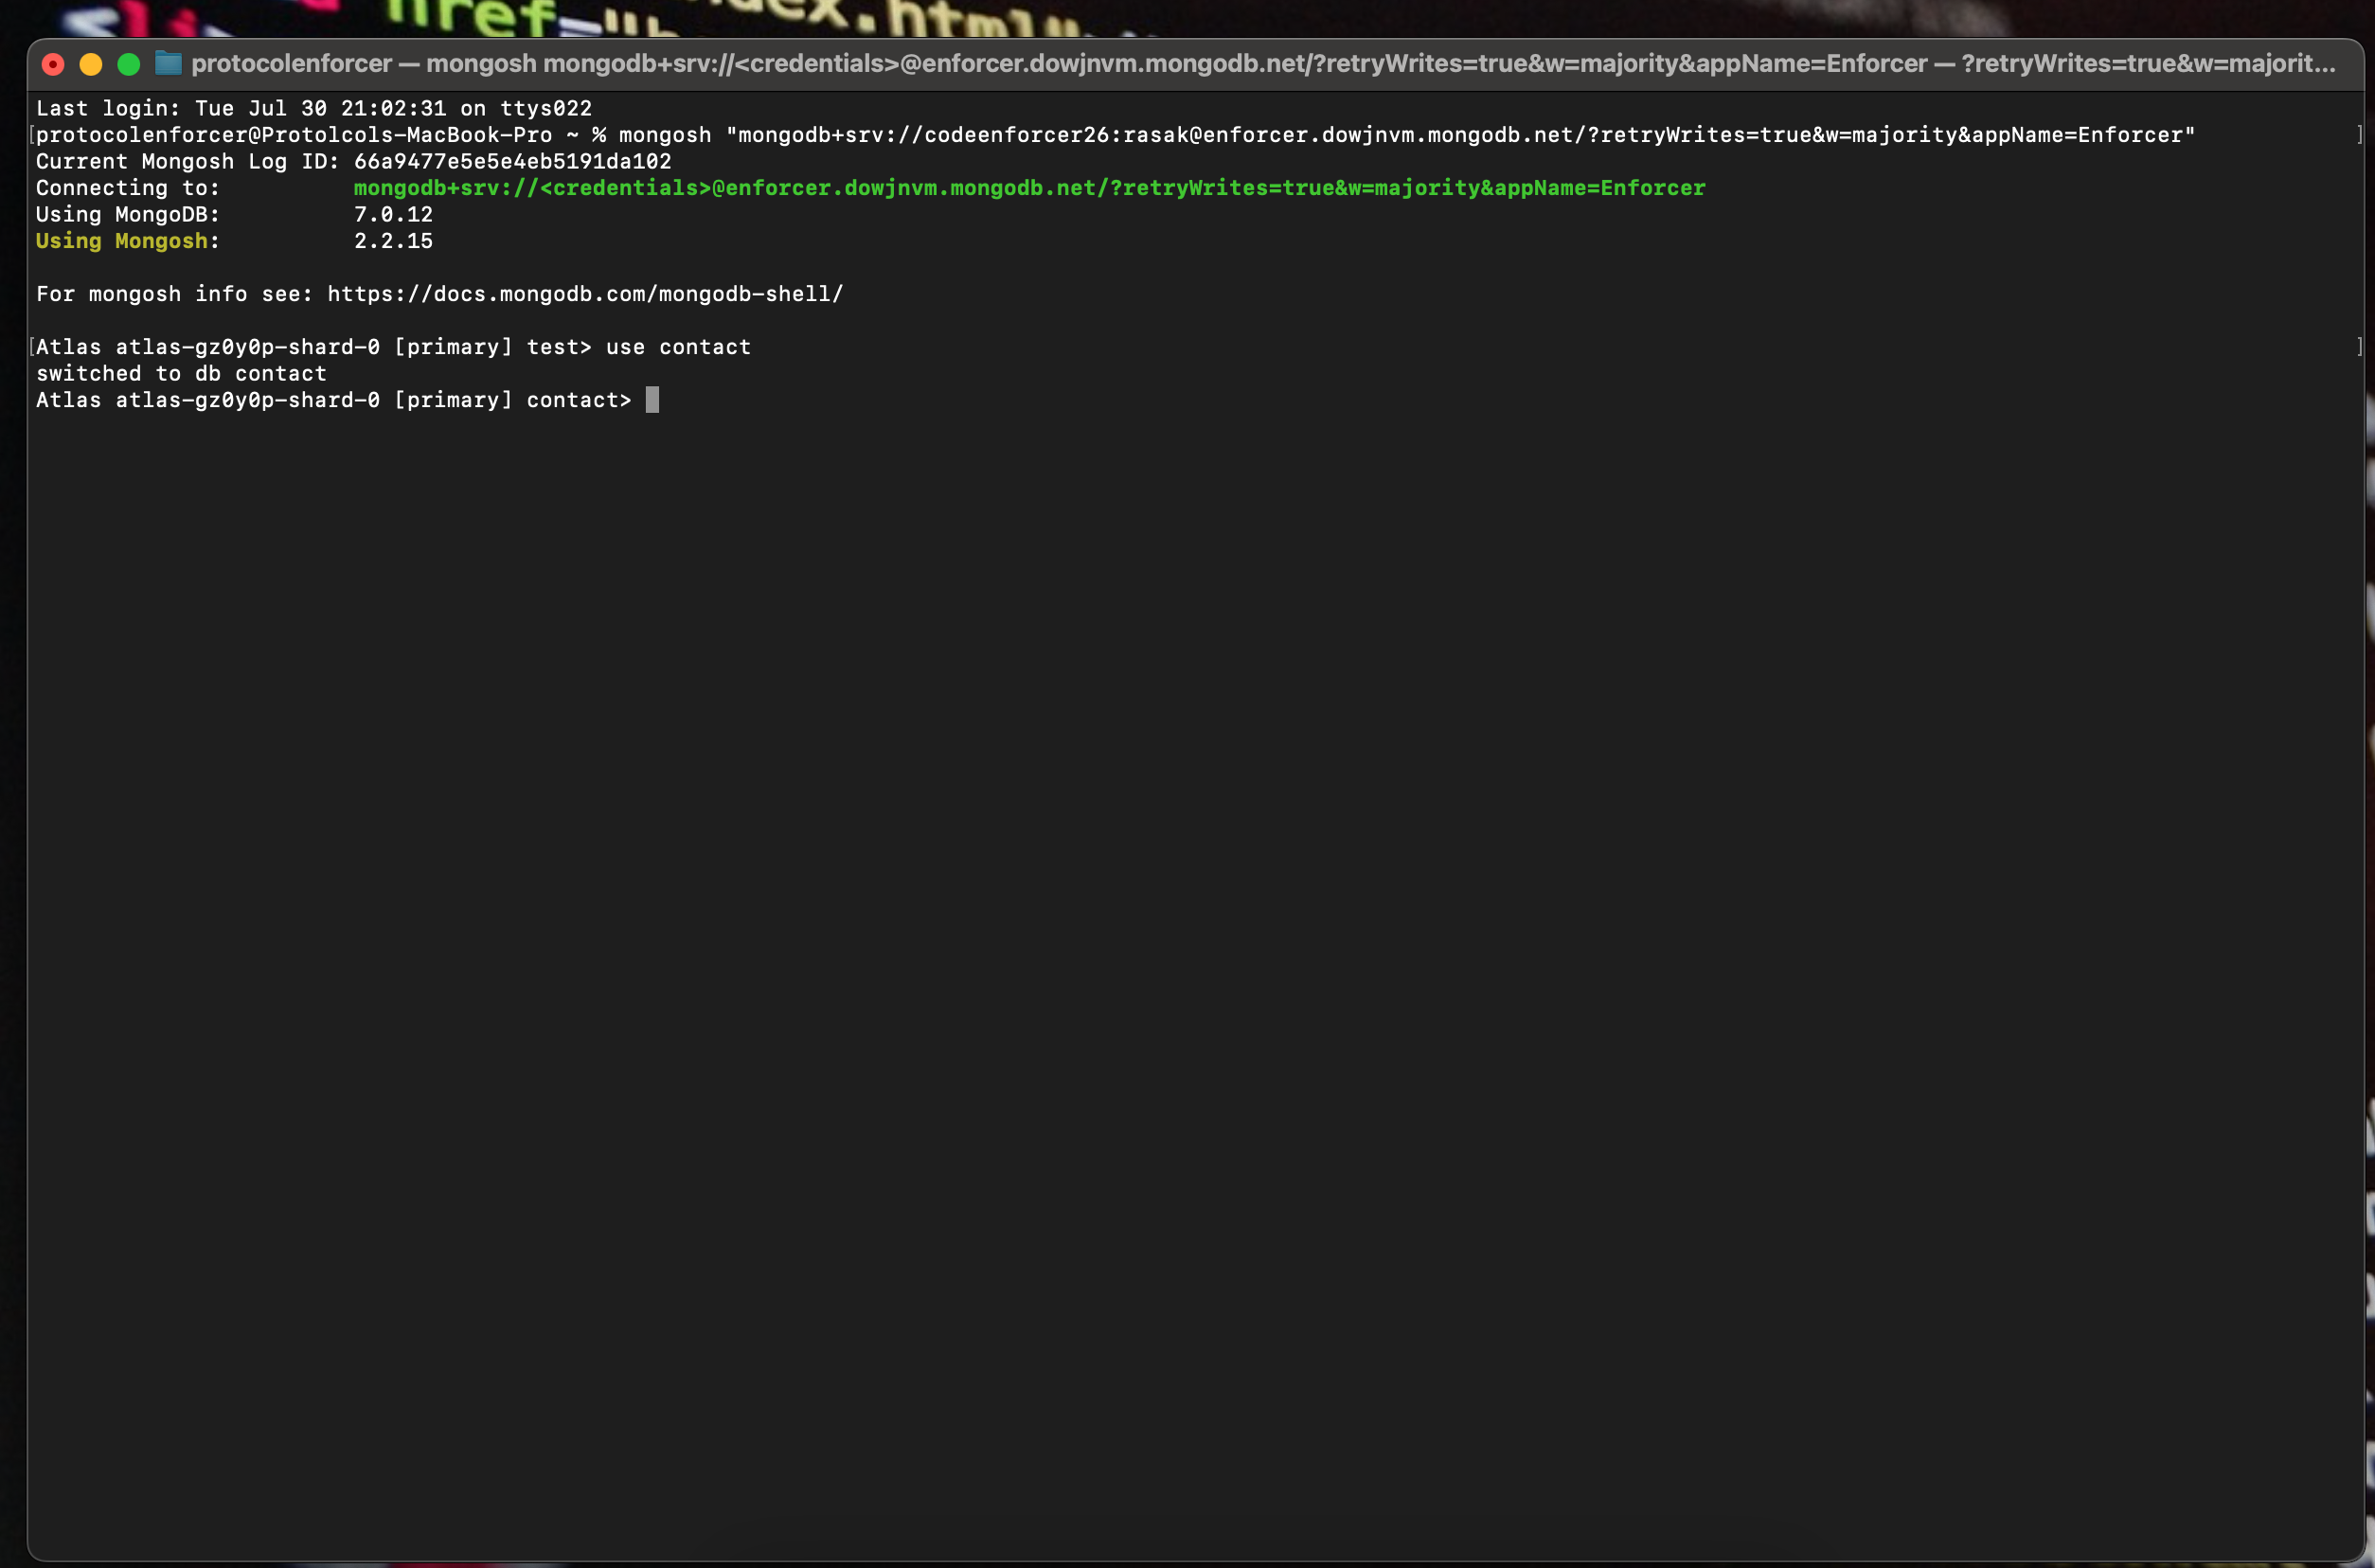 href="
index.html"
protocolenforcer — mongosh mongodb+srv://<credentials>@enforcer.dowjnvm.mongodb.net/?retryWrites=true&w=majority&appName=Enforcer — ?retryWrites=true&w=majorit...
Last login: Tue Jul 30 21:02:31 on ttys022
[protocolenforcer@Protolcols-MacBook-Pro ~ % mongosh "mongodb+srv://codeenforcer26:rasak@enforcer.dowjnvm.mongodb.net/?retryWrites=true&w=majority&appName=Enforcer" ]
Current Mongosh Log ID: 66a9477e5e5e4eb5191da102
Connecting to: mongodb+srv://<credentials>@enforcer.dowjnvm.mongodb.net/?retryWrites=true&w=majority&appName=Enforcer
Using MongoDB: 7.0.12
Using Mongosh: 2.2.15
For mongosh info see: https://docs.mongodb.com/mongodb-shell/
[Atlas atlas-gz0y0p-shard-0 [primary] test> use contact ]
switched to db contact
Atlas atlas-gz0y0p-shard-0 [primary] contact>